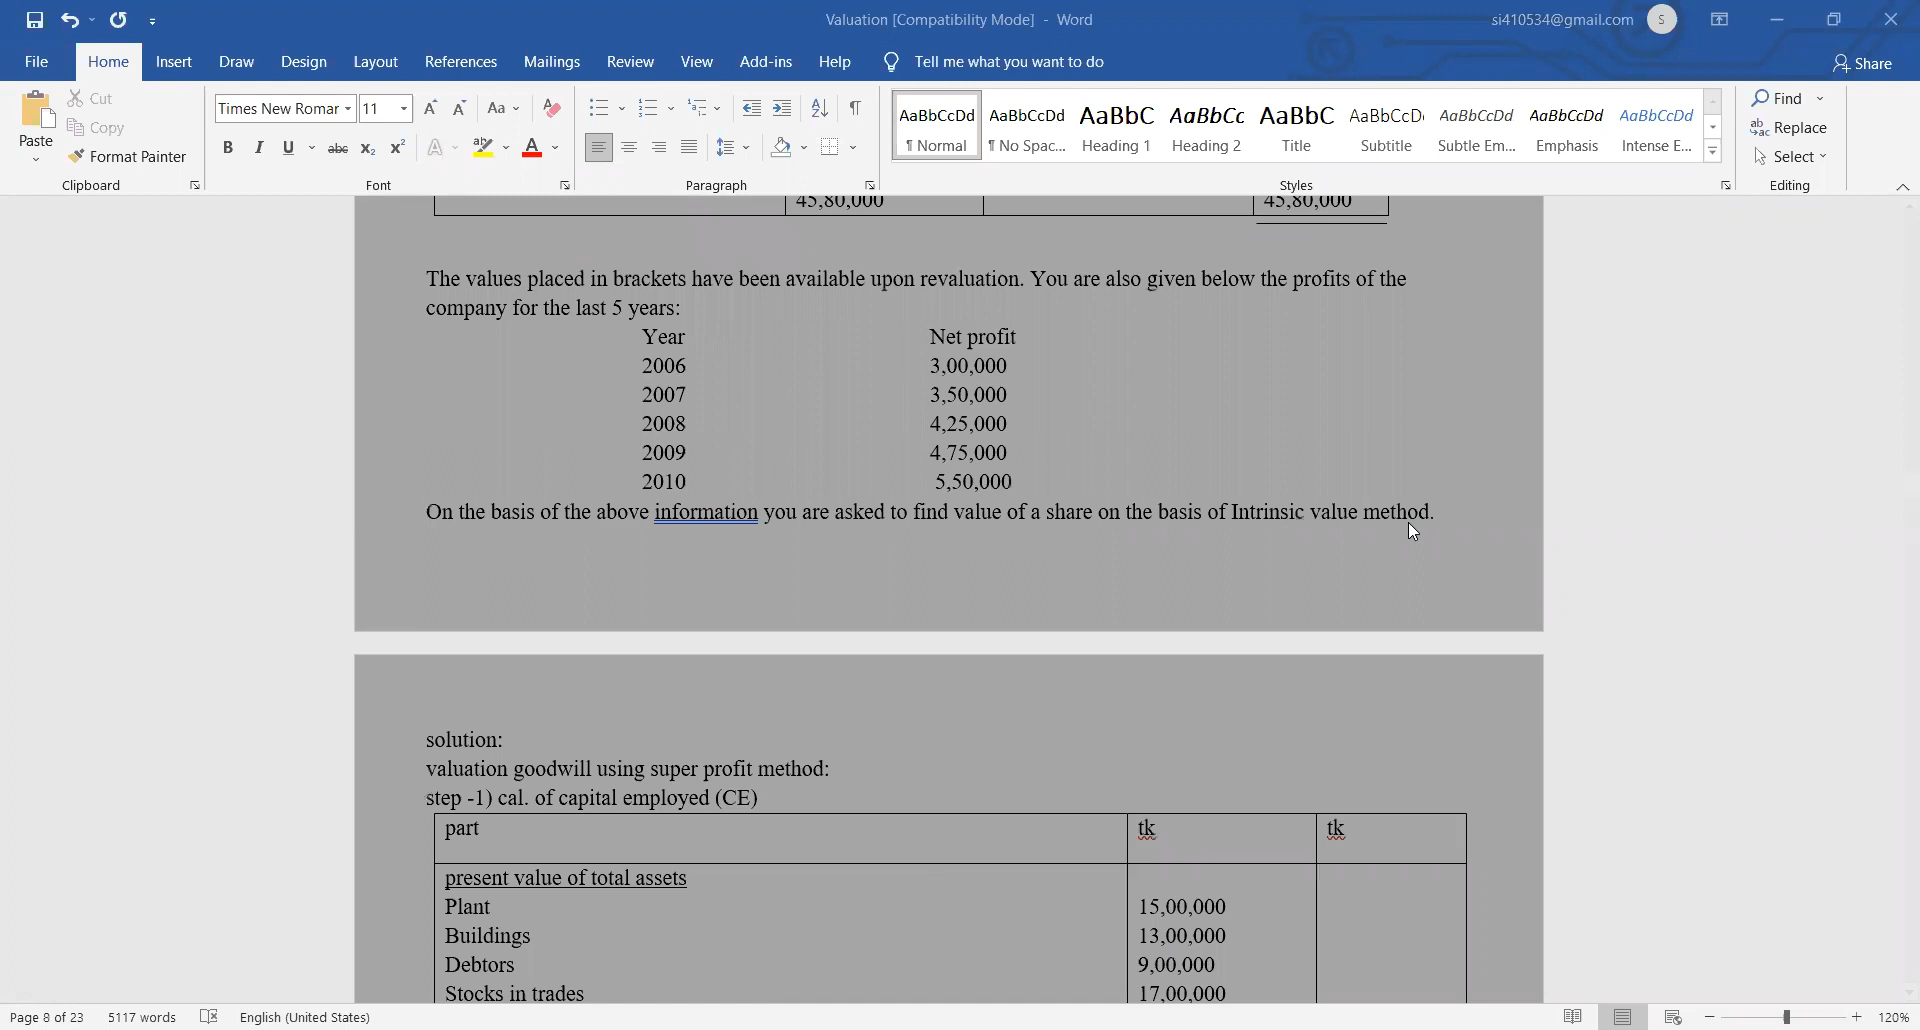 Valuation [Compatibility Mode] - Word
si410534@gmail.com
S
File Home Insert Draw Design Layout References Mailings Review View Add-ins Help Tell me what you want to do
Share
Paste
Cut
Copy
Format Painter
Clipboard
Times New Romar 11
Aa
B I U abc x₂ x² A ab A
Font
Paragraph
AaBbCcDd AaBbCcDd AaBbC AaBbCc AaBbC AaBbCcD AaBbCcDd AaBbCcDd AaBbCcDd
¶ Normal ¶ No Spac... Heading 1 Heading 2 Title Subtitle Subtle Em... Emphasis Intense E...
Styles
Find
Replace
Select
Editing
45,80,000 45,80,000
The values placed in brackets have been available upon revaluation. You are also given below the profits of the
company for the last 5 years:
Year Net profit
2006 3,00,000
2007 3,50,000
2008 4,25,000
2009 4,75,000
2010 5,50,000
On the basis of the above information you are asked to find value of a share on the basis of Intrinsic value method.
solution:
valuation goodwill using super profit method:
step -1) cal. of capital employed (CE)
part tk tk
present value of total assets
Plant 15,00,000
Buildings 13,00,000
Debtors 9,00,000
Stocks in trades 17,00,000
Page 8 of 23 5117 words English (United States) 120%